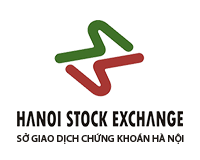 HANOI STOCK EXCHANGE
SỞ GIAO DỊCH CHỨNG KHOÁN HÀ NỘI